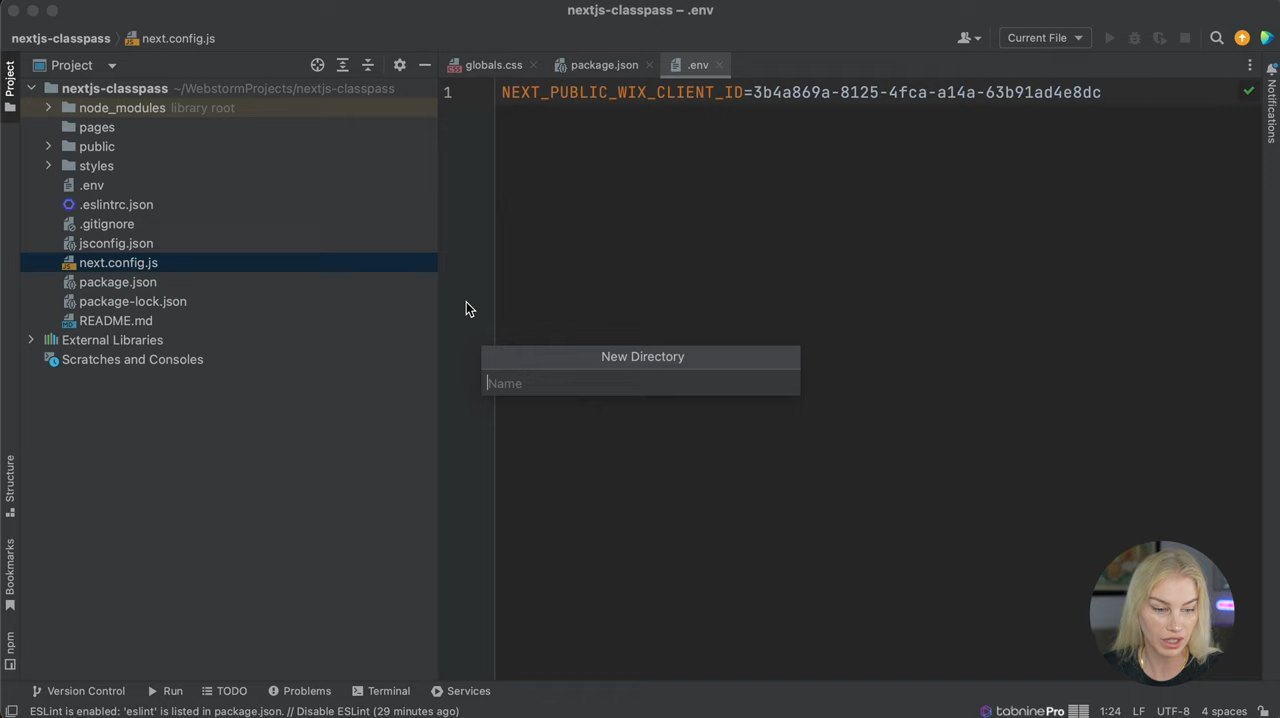 nextjs-classpass – .env
nextjs-classpass
next.config.js
Current File
Project
Project
globals.css
package.json
.env
Notifications
nextjs-classpass ~/WebstormProjects/nextjs-classpass
node_modules library root
pages
public
styles
.env
.eslintrc.json
.gitignore
jsconfig.json
next.config.js
package.json
package-lock.json
README.md
External Libraries
Scratches and Consoles
1
NEXT_PUBLIC_WIX_CLIENT_ID=3b4a869a-8125-4fca-a14a-63b91ad4e8dc
New Directory
Name
Structure
Bookmarks
npm
Version Control
Run
TODO
Problems
Terminal
Services
ESLint is enabled: 'eslint' is listed in package.json. // Disable ESLint (29 minutes ago)
tabnine Pro
1:24
LF
UTF-8
4 spaces